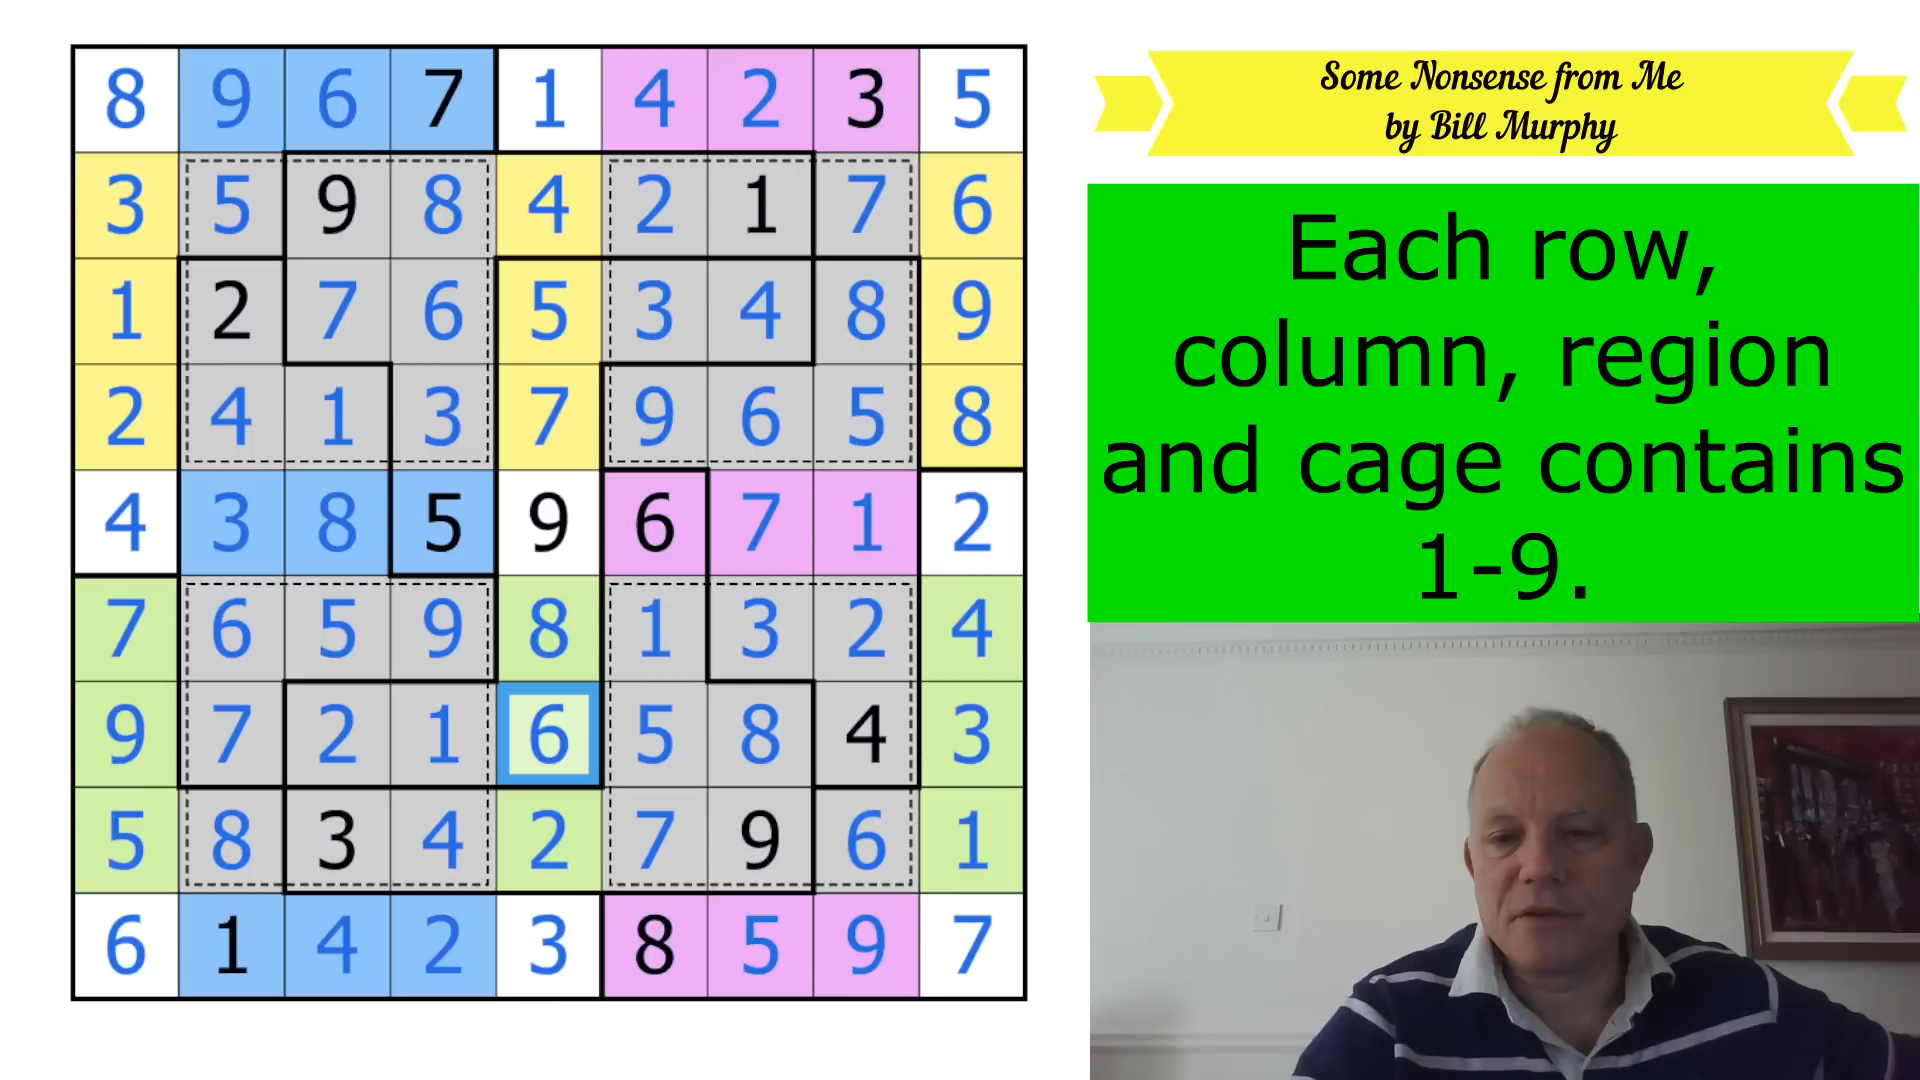 8 9 6 7 1 4 2 3 5
3 5 9 8 4 2 1 7 6
1 2 7 6 5 3 4 8 9
2 4 1 3 7 9 6 5 8
4 3 8 5 9 6 7 1 2
7 6 5 9 8 1 3 2 4
9 7 2 1 6 5 8 4 3
5 8 3 4 2 7 9 6 1
6 1 4 2 3 8 5 9 7
Some Nonsense from Me
by Bill Murphy
Each row,
column, region
and cage contains
1-9.